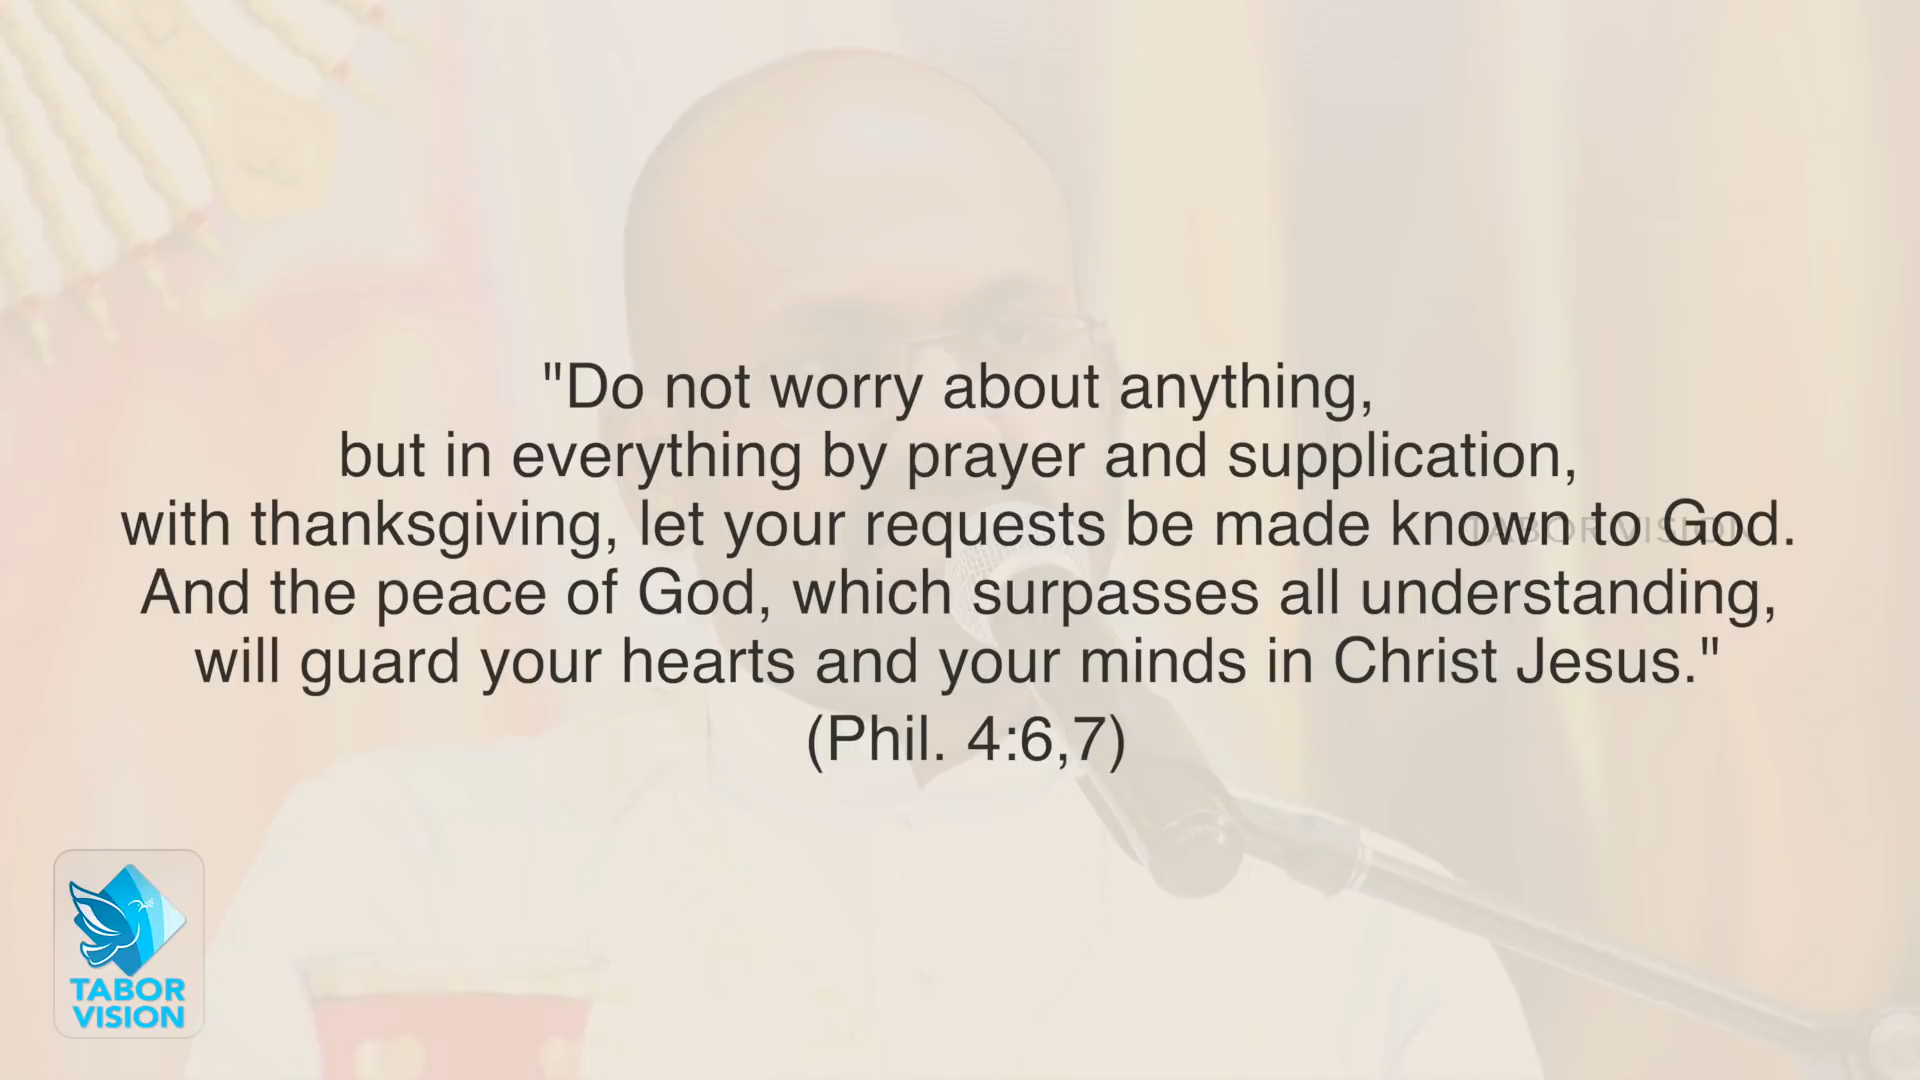 "Do not worry about anything,
but in everything by prayer and supplication,
with thanksgiving, let your requests be made known to God.
And the peace of God, which surpasses all understanding,
will guard your hearts and your minds in Christ Jesus."
(Phil. 4:6,7)
TABOR VISION
TABOR
VISION